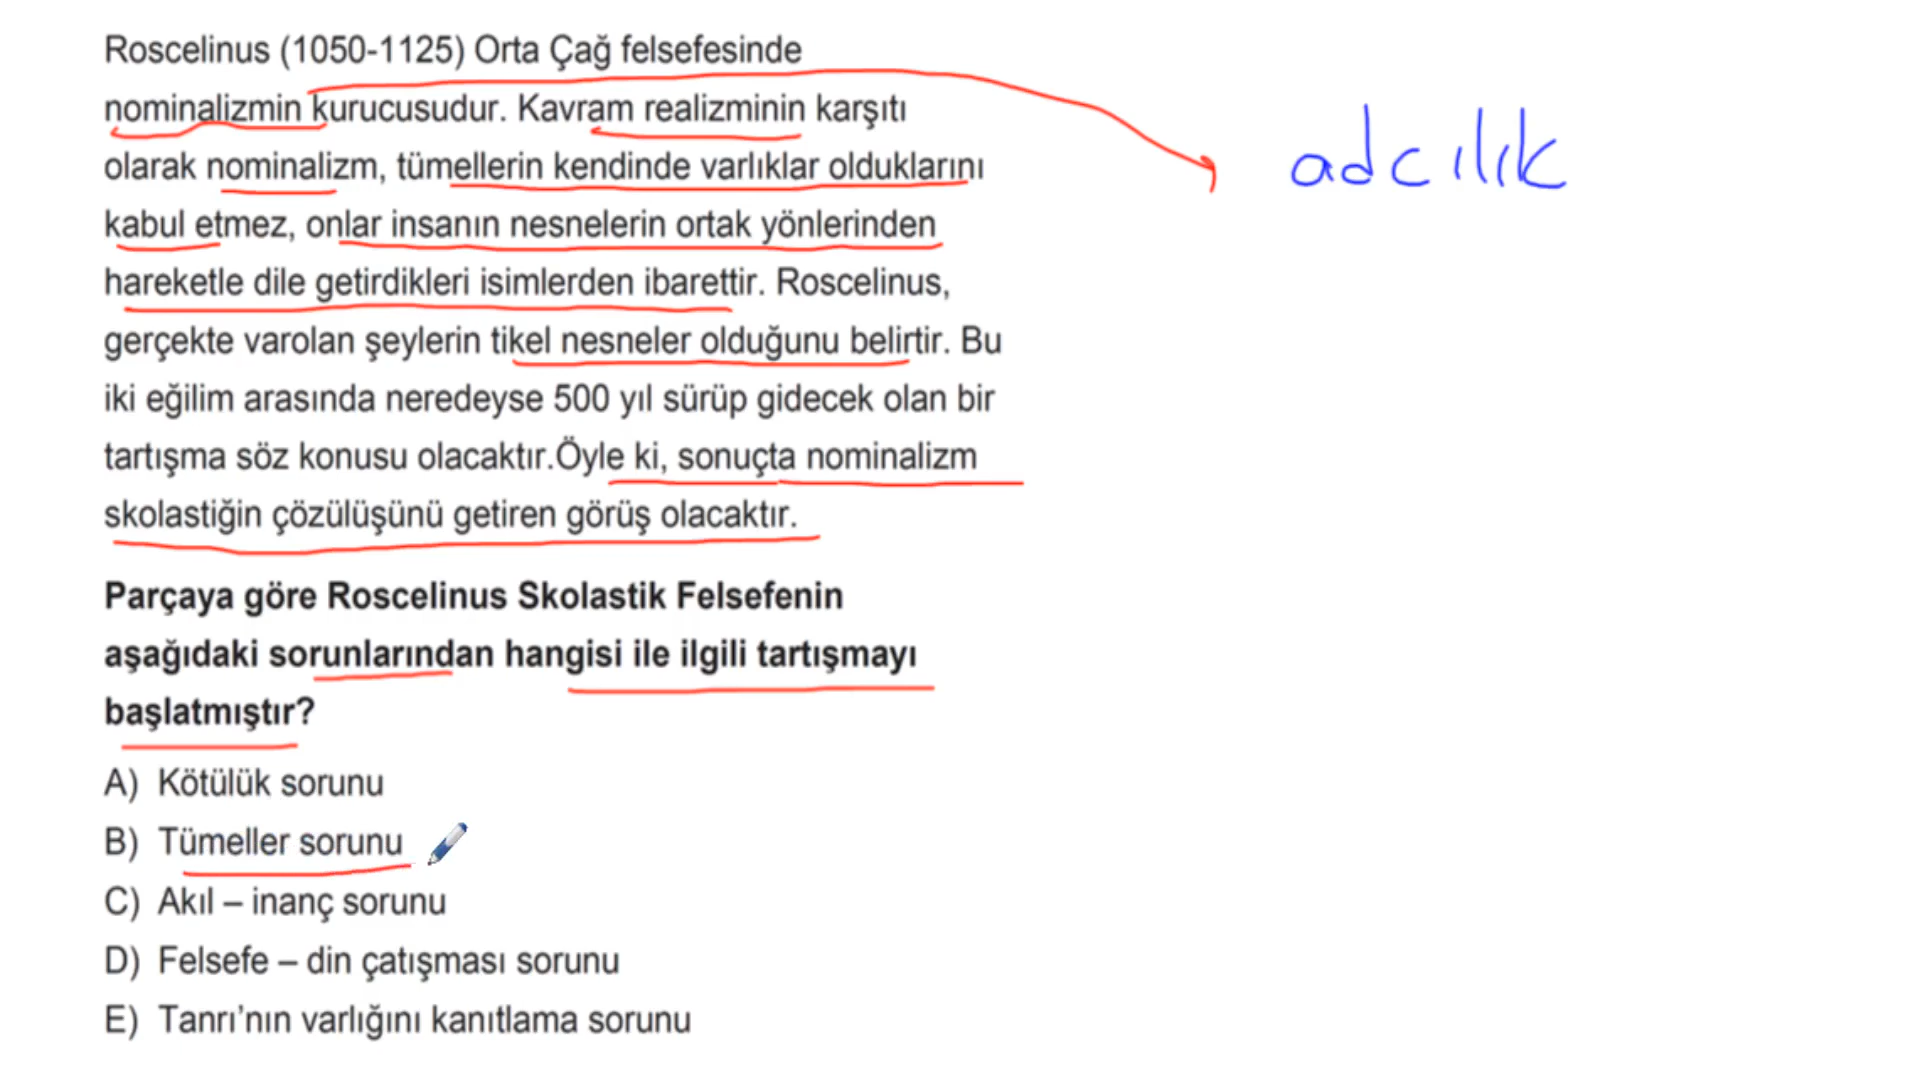 Roscelinus (1050-1125) Orta Çağ felsefesinde
nominalizmin kurucusudur. Kavram realizminin karşıtı
olarak nominalizm, tümellerin kendinde varlıklar olduklarını
kabul etmez, onlar insanın nesnelerin ortak yönlerinden
hareketle dile getirdikleri isimlerden ibarettir. Roscelinus,
gerçekte varolan şeylerin tikel nesneler olduğunu belirtir. Bu
iki eğilim arasında neredeyse 500 yıl sürüp gidecek olan bir
tartışma söz konusu olacaktır.Öyle ki, sonuçta nominalizm
skolastiğin çözülüşünü getiren görüş olacaktır.
adcılık
Parçaya göre Roscelinus Skolastik Felsefenin
aşağıdaki sorunlarından hangisi ile ilgili tartışmayı
başlatmıştır?
A) Kötülük sorunu
B) Tümeller sorunu
C) Akıl – inanç sorunu
D) Felsefe – din çatışması sorunu
E) Tanrı’nın varlığını kanıtlama sorunu